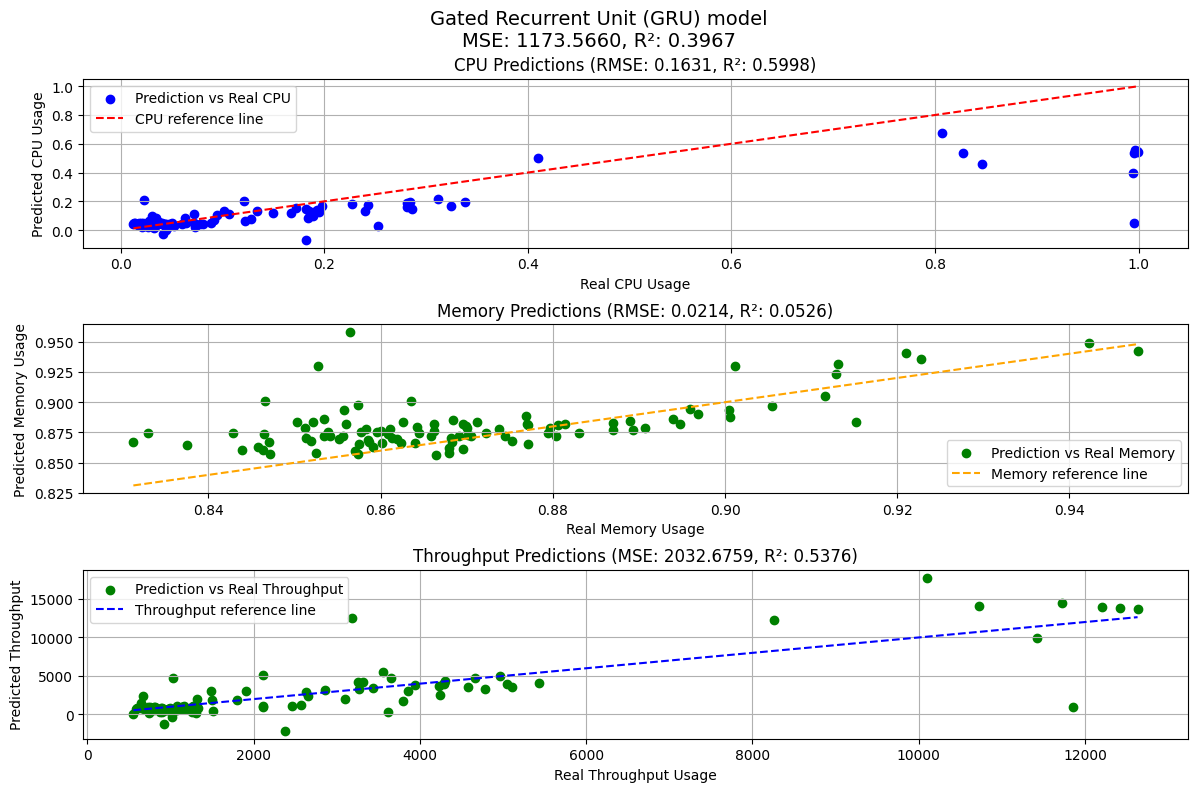 Gated Recurrent Unit (GRU) model
MSE: 1173.5660, R²: 0.3967
CPU Predictions (RMSE: 0.1631, R²: 0.5998)
Predicted CPU Usage
1.0
0.8
0.6
0.4
0.2
0.0
Prediction vs Real CPU
CPU reference line
0.0 0.2 0.4 0.6 0.8 1.0
Real CPU Usage
Memory Predictions (RMSE: 0.0214, R²: 0.0526)
Predicted Memory Usage
0.950
0.925
0.900
0.875
0.850
0.825
Prediction vs Real Memory
Memory reference line
0.84 0.86 0.88 0.90 0.92 0.94
Real Memory Usage
Throughput Predictions (MSE: 2032.6759, R²: 0.5376)
Predicted Throughput
15000
10000
5000
0
Prediction vs Real Throughput
Throughput reference line
0 2000 4000 6000 8000 10000 12000
Real Throughput Usage